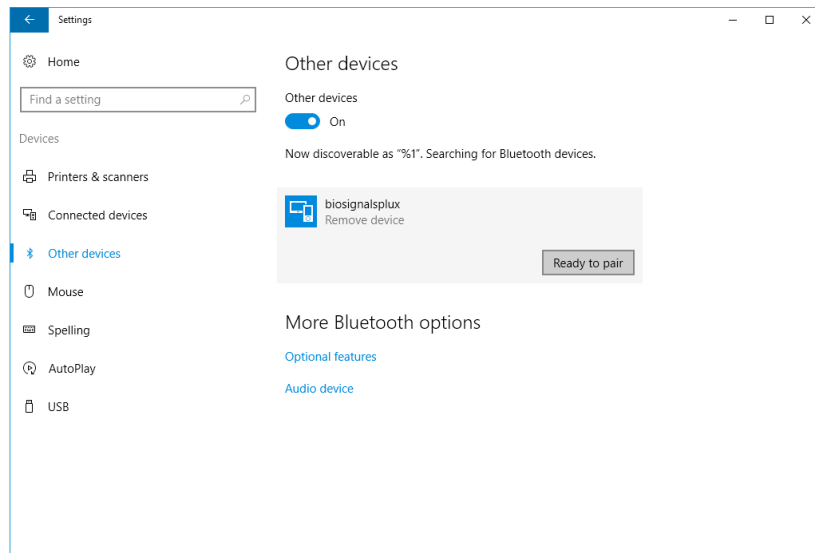 Settings
Home
Find a setting
Devices
Printers & scanners
Connected devices
Other devices
Mouse
Spelling
AutoPlay
USB
Other devices
Other devices
On
Now discoverable as “%1”. Searching for Bluetooth devices.
biosignalsplux
Remove device
Ready to pair
More Bluetooth options
Optional features
Audio device